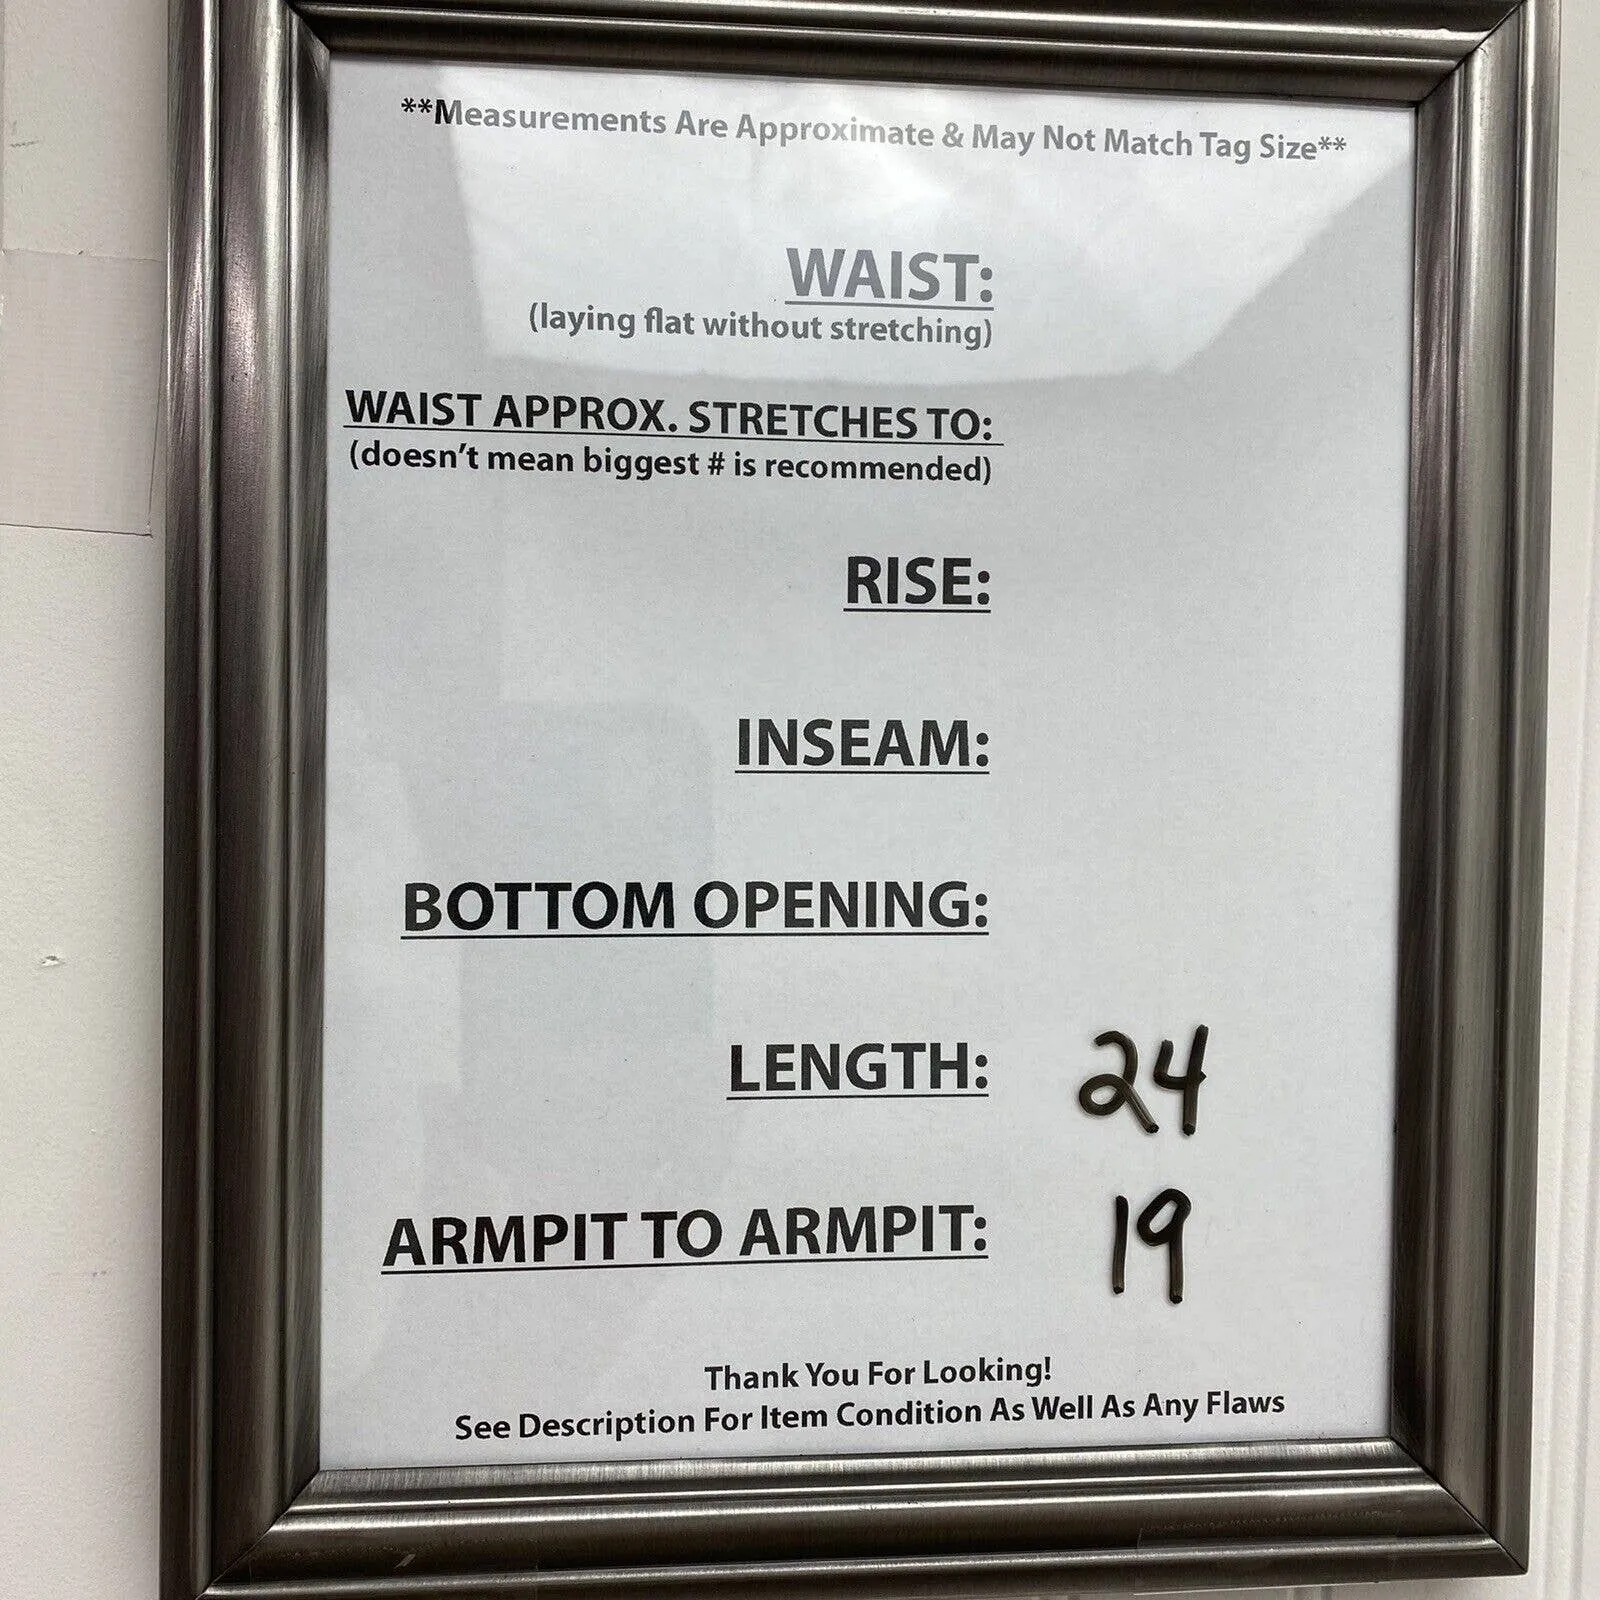 **Measurements Are Approximate & May Not Match Tag Size**
WAIST:
(laying flat without stretching)
WAIST APPROX. STRETCHES TO:
(doesn't mean biggest # is recommended)
RISE:
INSEAM:
BOTTOM OPENING:
LENGTH: 24
ARMPIT TO ARMPIT: 19
Thank You For Looking!
See Description For Item Condition As Well As Any Flaws